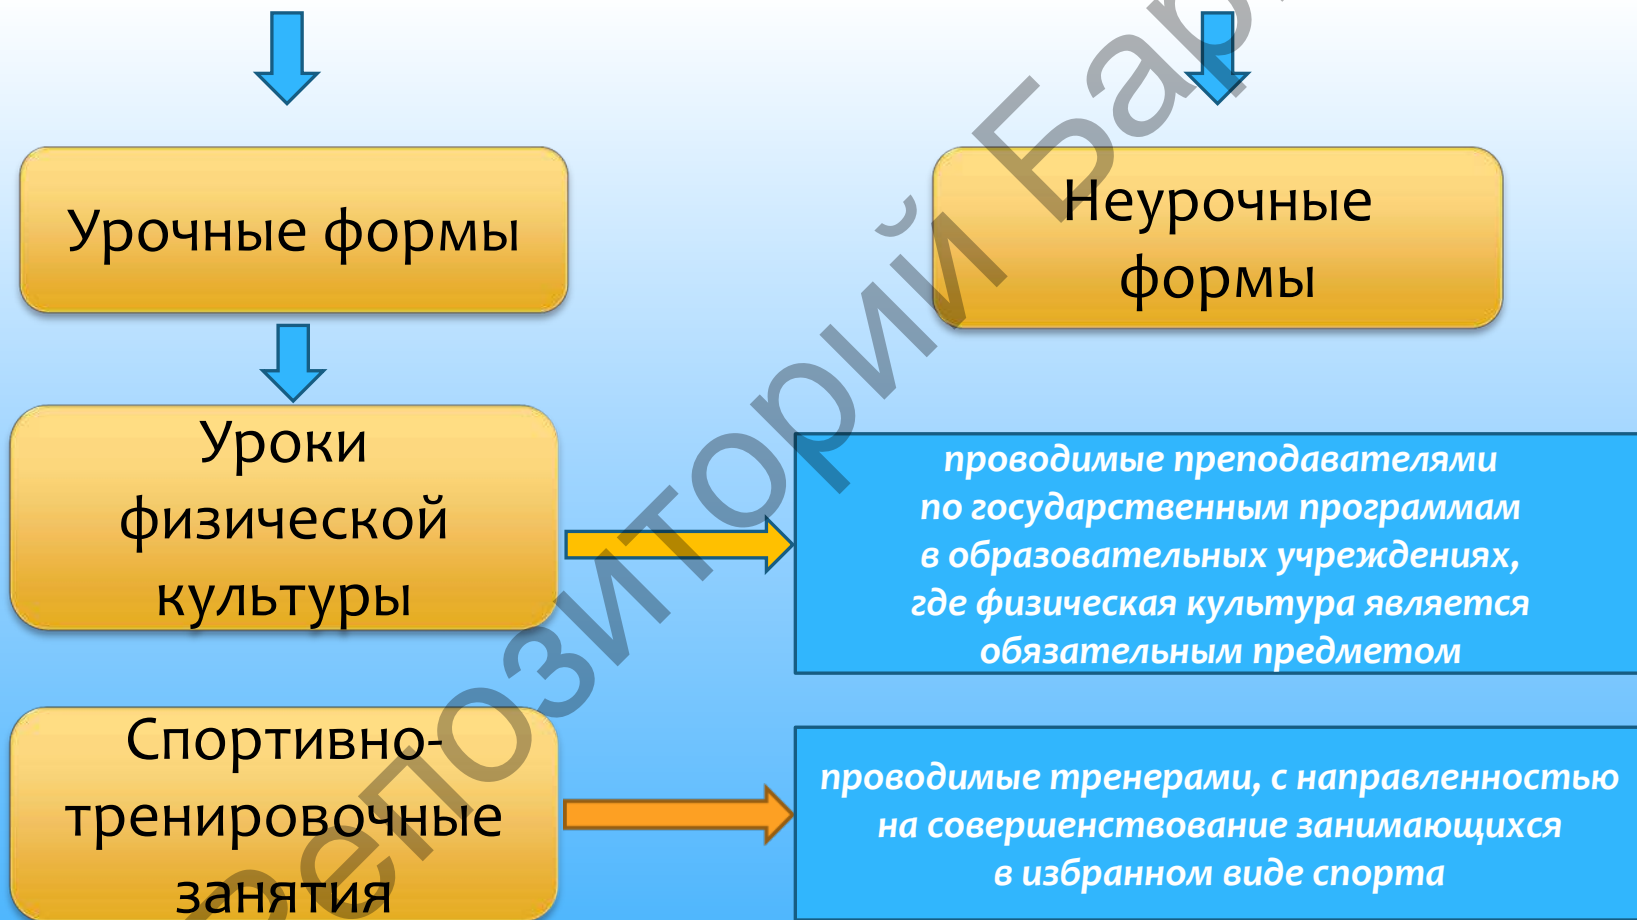 Урочные формы
Неурочные
формы
Уроки
физической
культуры
проводимые преподавателями
по государственным программам
в образовательных учреждениях,
где физическая культура является
обязательным предметом
Спортивно-
тренировочные
занятия
проводимые тренерами, с направленностью
на совершенствование занимающихся
в избранном виде спорта
Репозиторий